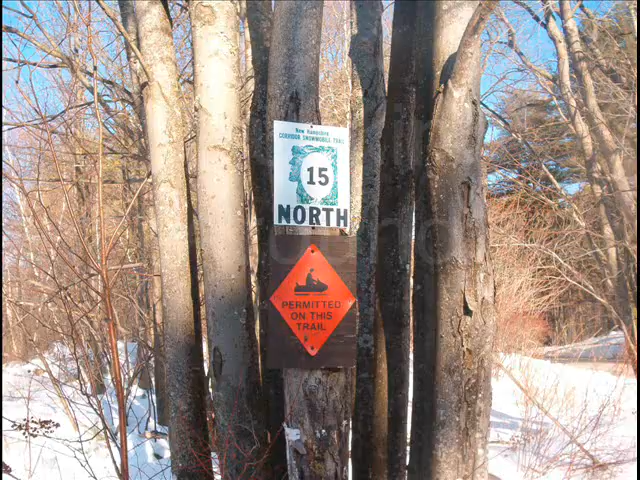 New Hampshire
CORRIDOR SNOWMOBILE TRAIL
15
NORTH
PERMITTED
ON THIS
TRAIL